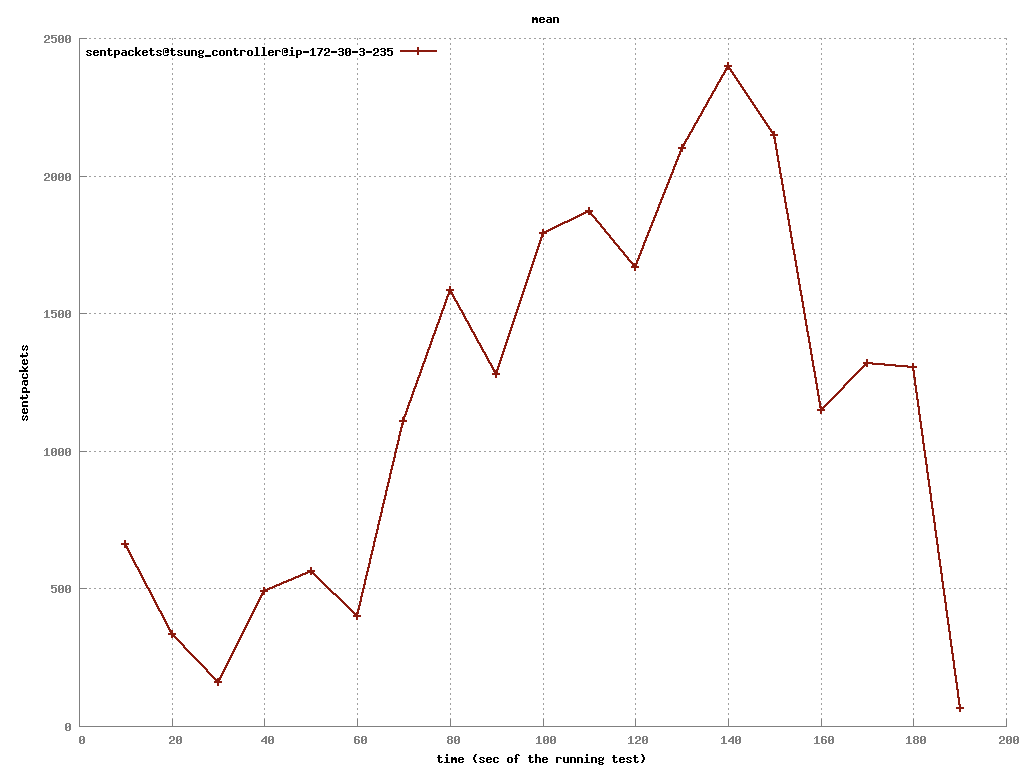 mean
sentpackets@tsung_controller@ip-172-30-3-235
2500
2000
1500
1000
500
0
sentpackets
0 20 40 60 80 100 120 140 160 180 200
time (sec of the running test)